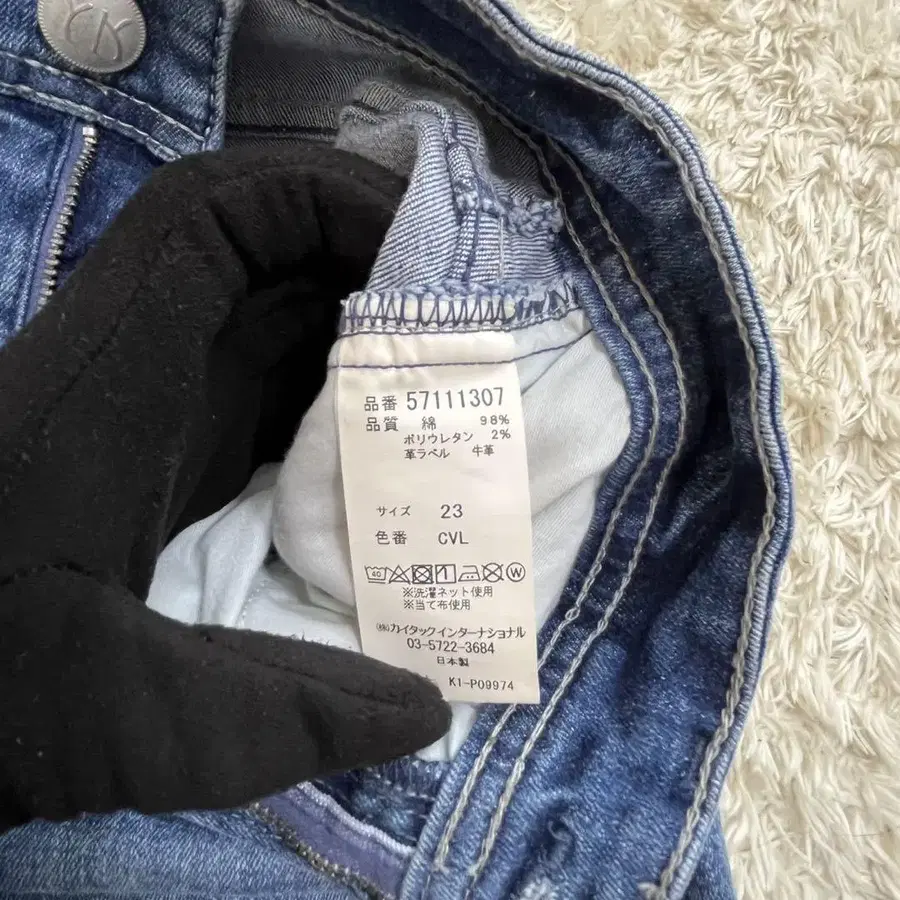 品番 57111307
品質 綿 98%
ポリウレタン 2%
革ラベル 牛革
サイズ 23
色番 CVL
40 1 W
※洗濯ネット使用
※当て布使用
㈱カイタックインターナショナル
03-5722-3684
日本製
K1-P09974